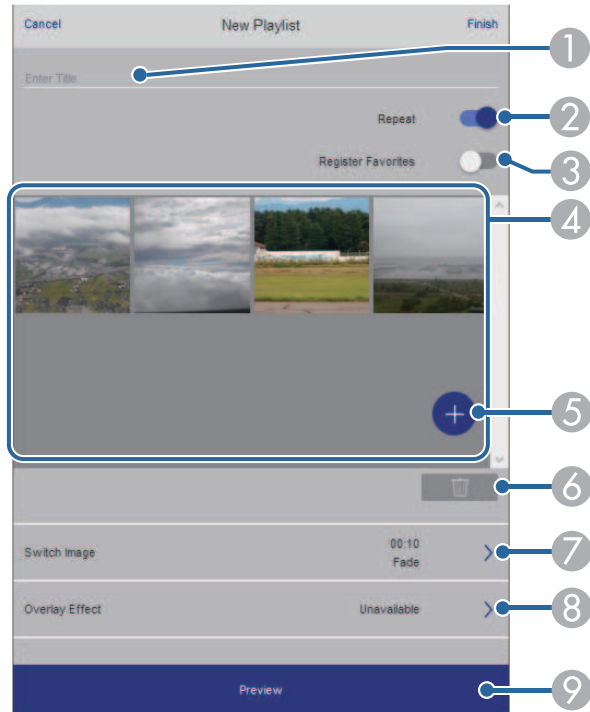 Cancel New Playlist Finish
Enter Title
1
Repeat
2
Register Favorites
3
4
5
6
Switch Image 00:10
Fade
7
Overlay Effect Unavailable
8
Preview
9